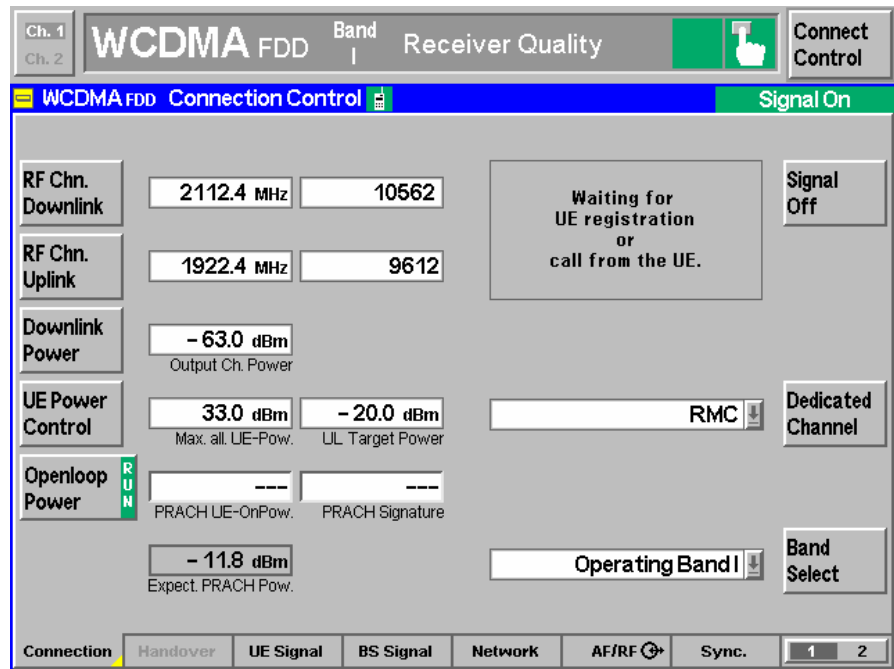 Ch. 1
Ch. 2
WCDMA FDD
Band
I
Receiver Quality
Connect
Control
WCDMA FDD Connection Control
Signal On
RF Chn.
Downlink
2112.4 MHz
10562
Waiting for
UE registration
or
call from the UE.
Signal
Off
RF Chn.
Uplink
1922.4 MHz
9612
Downlink
Power
– 63.0 dBm
Output Ch. Power
UE Power
Control
33.0 dBm
– 20.0 dBm
Max. all. UE-Pow.
UL Target Power
RMC
Dedicated
Channel
Openloop
Power
RUN
---
---
PRACH UE-OnPow.
PRACH Signature
– 11.8 dBm
Expect. PRACH Pow.
Operating Band I
Band
Select
Connection
Handover
UE Signal
BS Signal
Network
AF/RF
Sync.
1 2